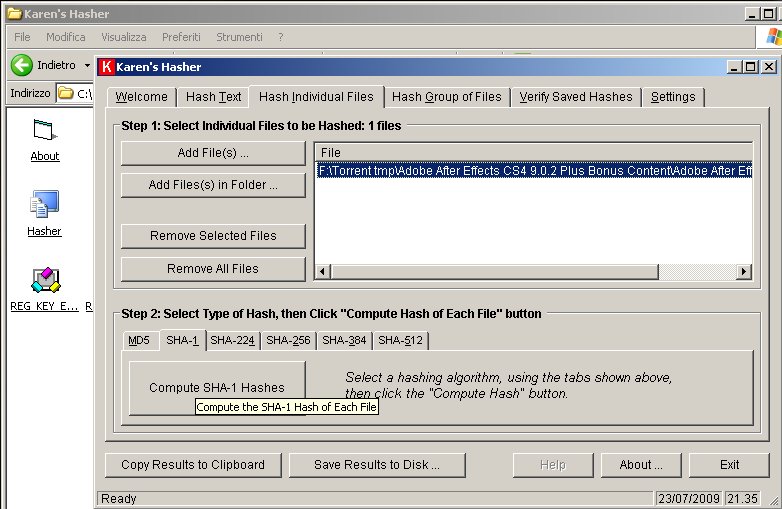 Karen's Hasher
File Modifica Visualizza Preferiti Strumenti ?
Indietro
Indirizzo C:\
About
Hasher
REG KEY E...
Karen's Hasher
Welcome Hash Text Hash Individual Files Hash Group of Files Verify Saved Hashes Settings
Step 1: Select Individual Files to be Hashed: 1 files
Add File(s) ...
Add Files(s) in Folder ...
Remove Selected Files
Remove All Files
File
F:\Torrent tmp\Adobe After Effects CS4 9.0.2 Plus Bonus Content\Adobe After Eff
Step 2: Select Type of Hash, then Click "Compute Hash of Each File" button
MD5 SHA-1 SHA-224 SHA-256 SHA-384 SHA-512
Compute SHA-1 Hashes
Compute the SHA-1 Hash of Each File
Select a hashing algorithm, using the tabs shown above,
then click the "Compute Hash" button.
Copy Results to Clipboard Save Results to Disk ... Help About ... Exit
Ready 23/07/2009 21.35